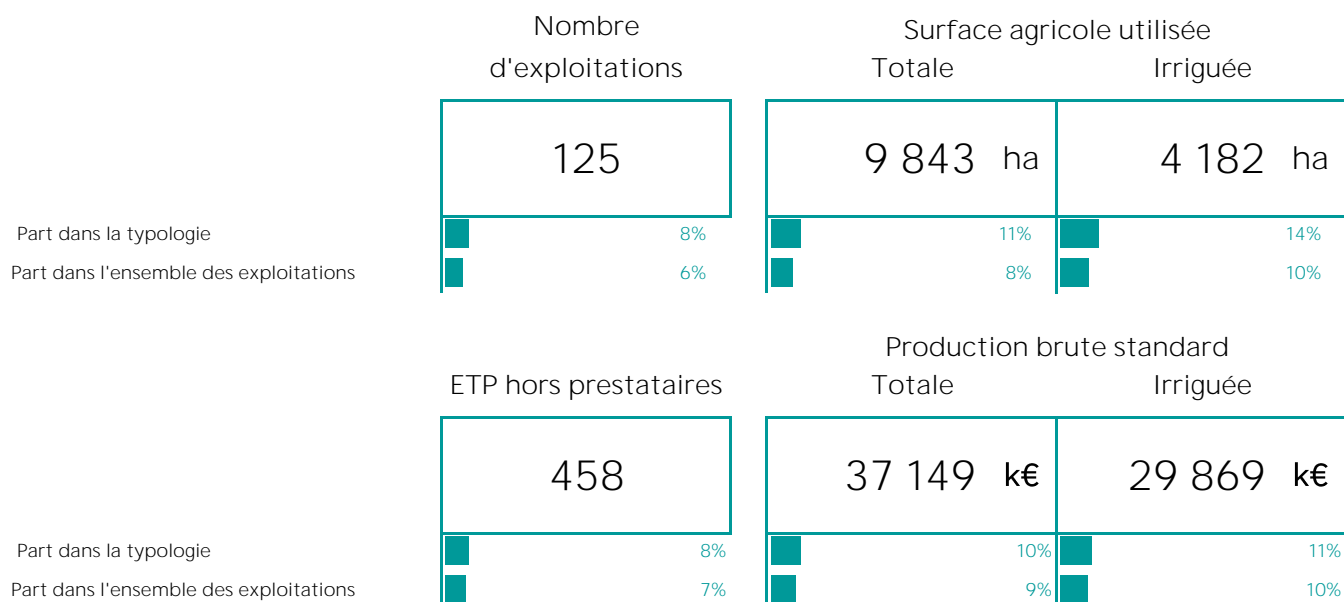 Nombre
d'exploitations
Surface agricole utilisée
Totale Irriguée
125 9 843 ha 4 182 ha
Part dans la typologie 8% 11% 14%
Part dans l'ensemble des exploitations 6% 8% 10%
Production brute standard
ETP hors prestataires Totale Irriguée
458 37 149 k€ 29 869 k€
Part dans la typologie 8% 10% 11%
Part dans l'ensemble des exploitations 7% 9% 10%